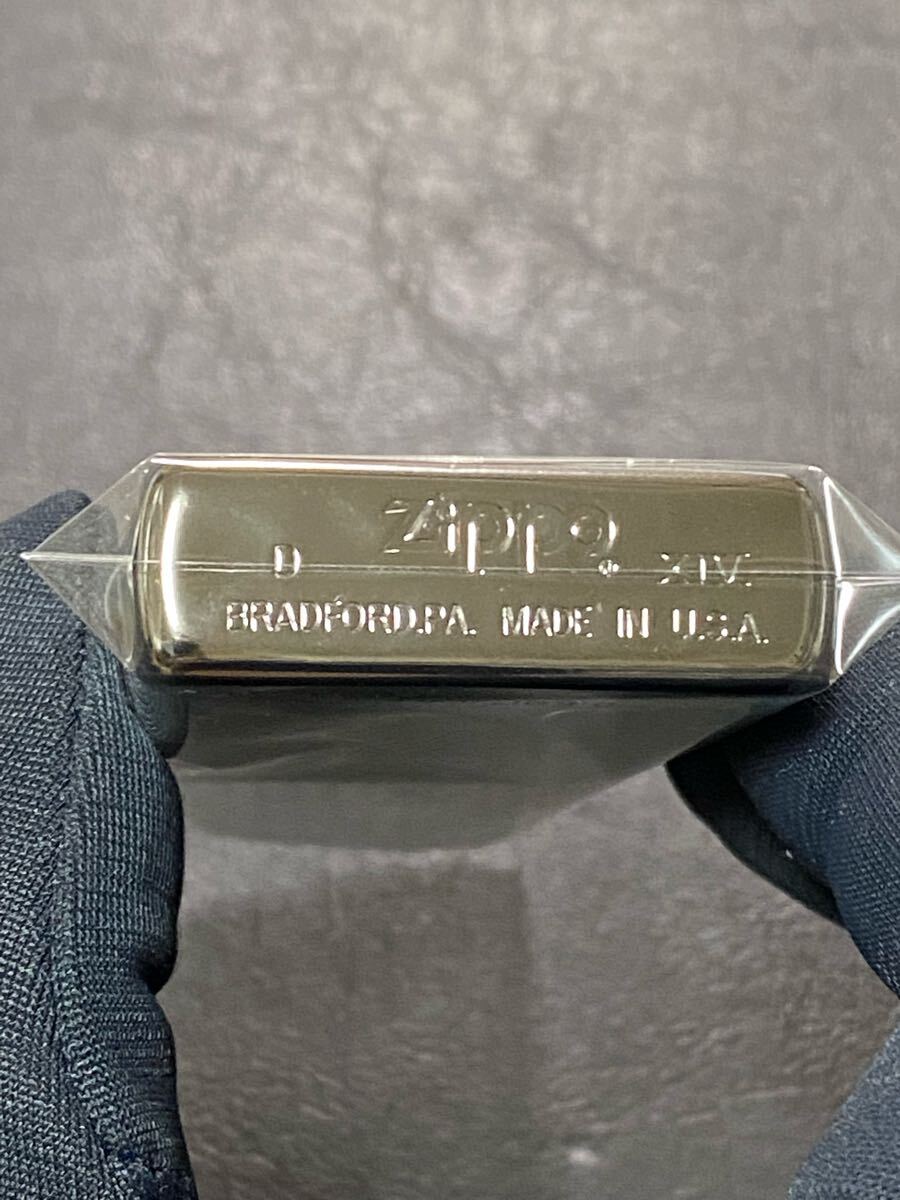 Zippo
D ® XIV
BRADFORD.PA. MADE IN U.S.A.